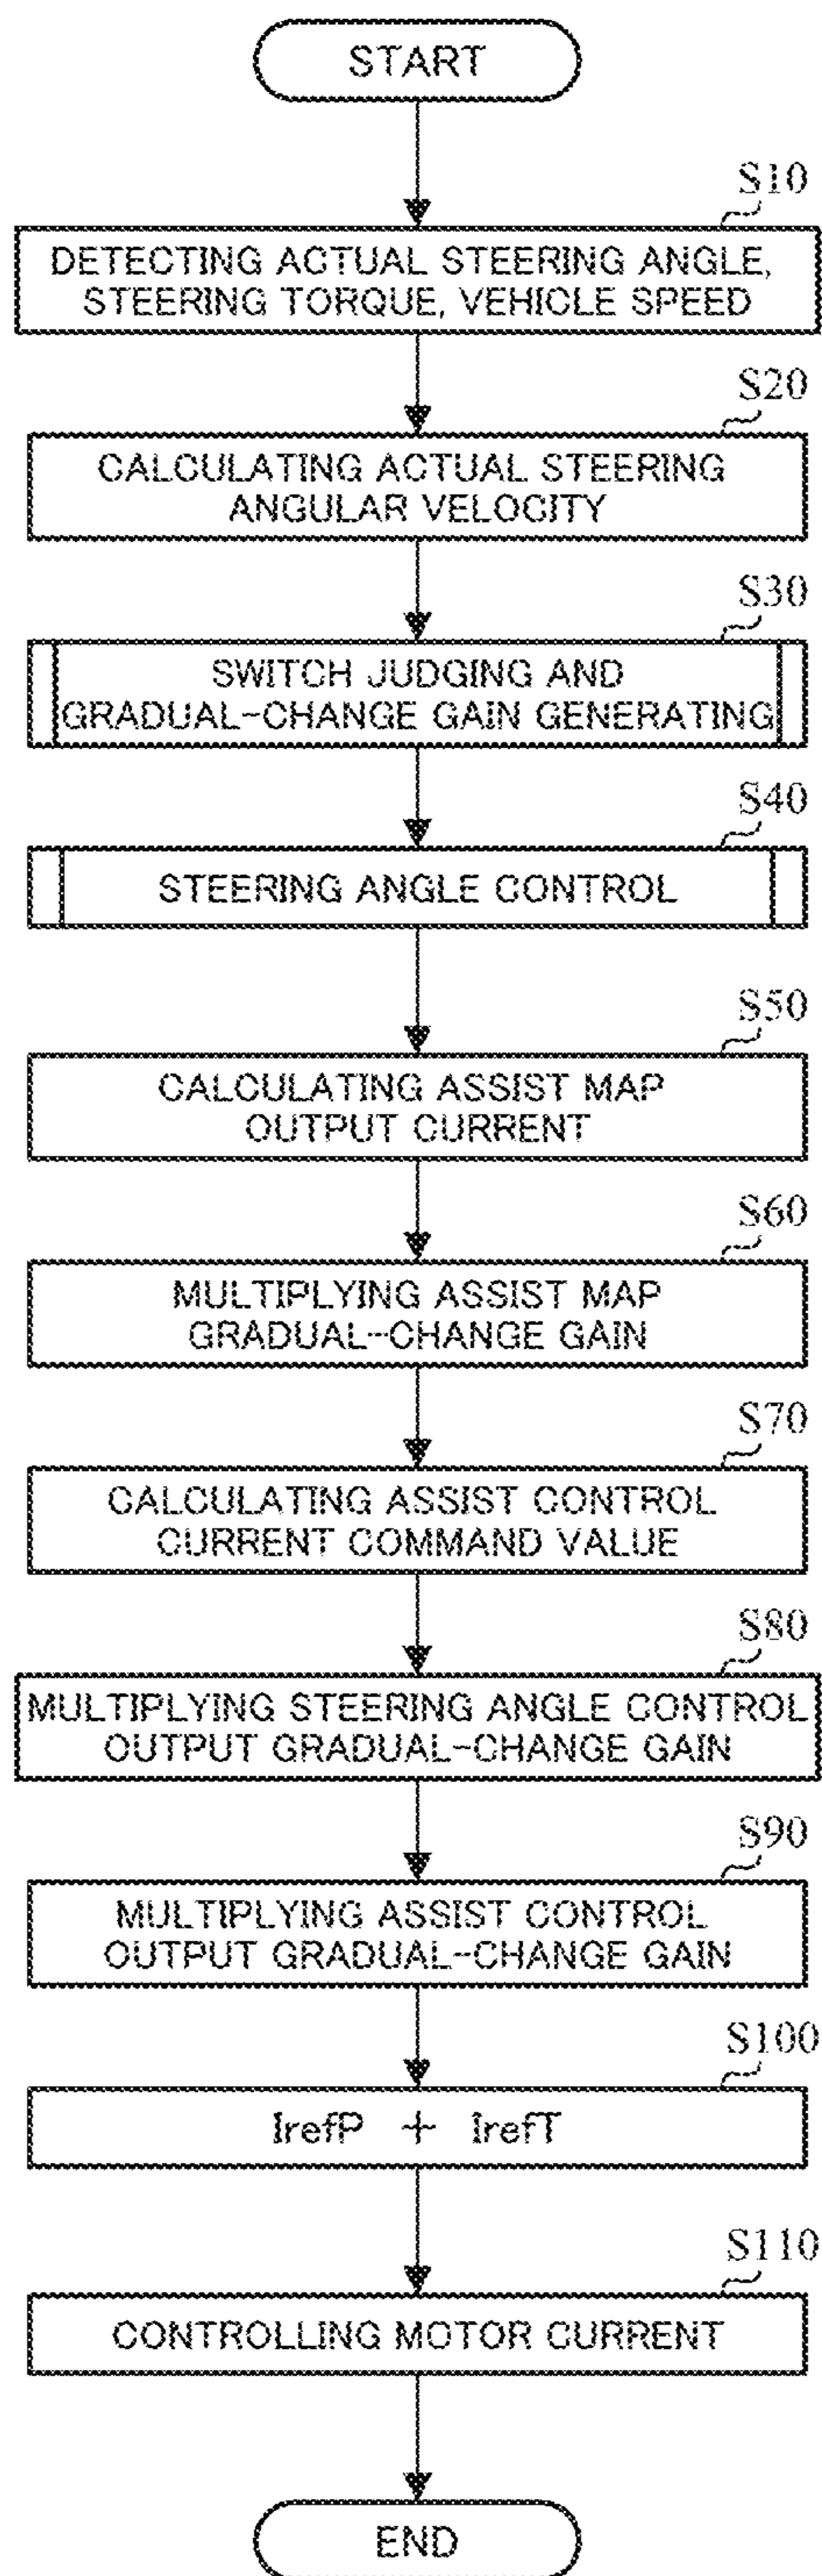 START
S10
DETECTING ACTUAL STEERING ANGLE,
STEERING TORQUE, VEHICLE SPEED
S20
CALCULATING ACTUAL STEERING
ANGULAR VELOCITY
S30
SWITCH JUDGING AND
GRADUAL-CHANGE GAIN GENERATING
S40
STEERING ANGLE CONTROL
S50
CALCULATING ASSIST MAP
OUTPUT CURRENT
S60
MULTIPLYING ASSIST MAP
GRADUAL-CHANGE GAIN
S70
CALCULATING ASSIST CONTROL
CURRENT COMMAND VALUE
S80
MULTIPLYING STEERING ANGLE CONTROL
OUTPUT GRADUAL-CHANGE GAIN
S90
MULTIPLYING ASSIST CONTROL
OUTPUT GRADUAL-CHANGE GAIN
S100
IrefP + IrefT
S110
CONTROLLING MOTOR CURRENT
END